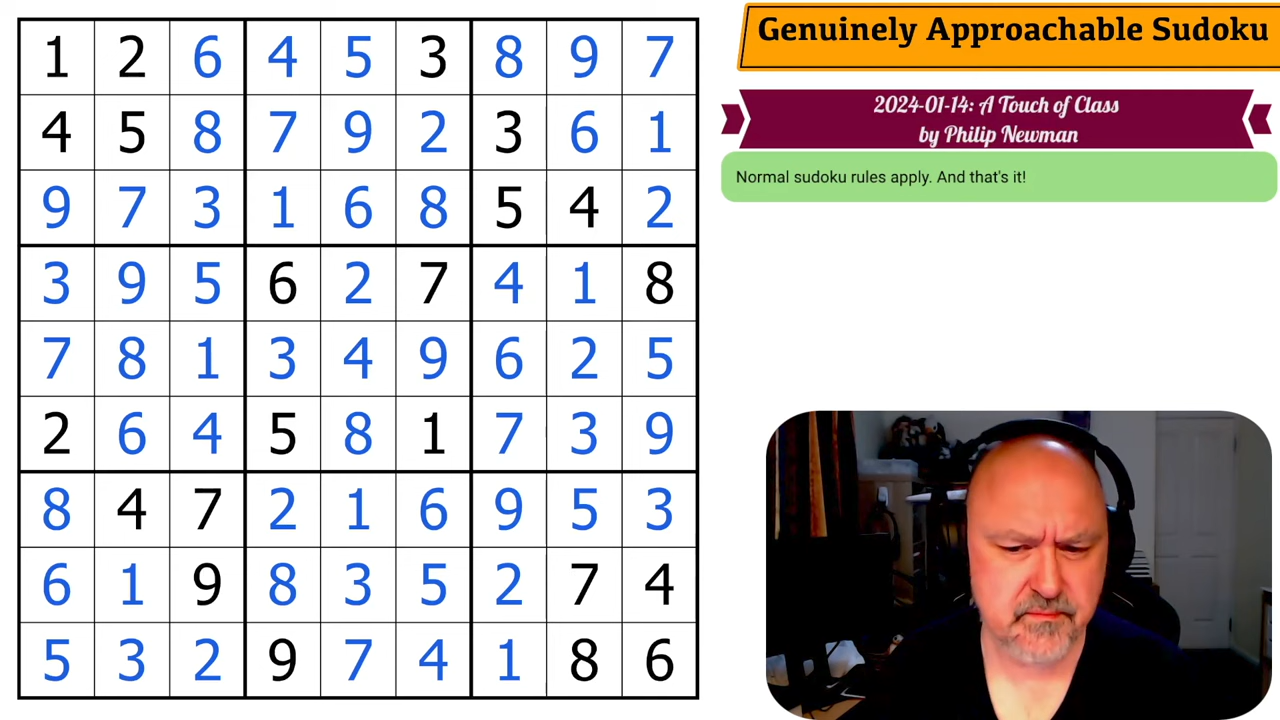 Genuinely Approachable Sudoku
2024-01-14: A Touch of Class
by Philip Newman
Normal sudoku rules apply. And that's it!
1 2 6 4 5 3 8 9 7
4 5 8 7 9 2 3 6 1
9 7 3 1 6 8 5 4 2
3 9 5 6 2 7 4 1 8
7 8 1 3 4 9 6 2 5
2 6 4 5 8 1 7 3 9
8 4 7 2 1 6 9 5 3
6 1 9 8 3 5 2 7 4
5 3 2 9 7 4 1 8 6